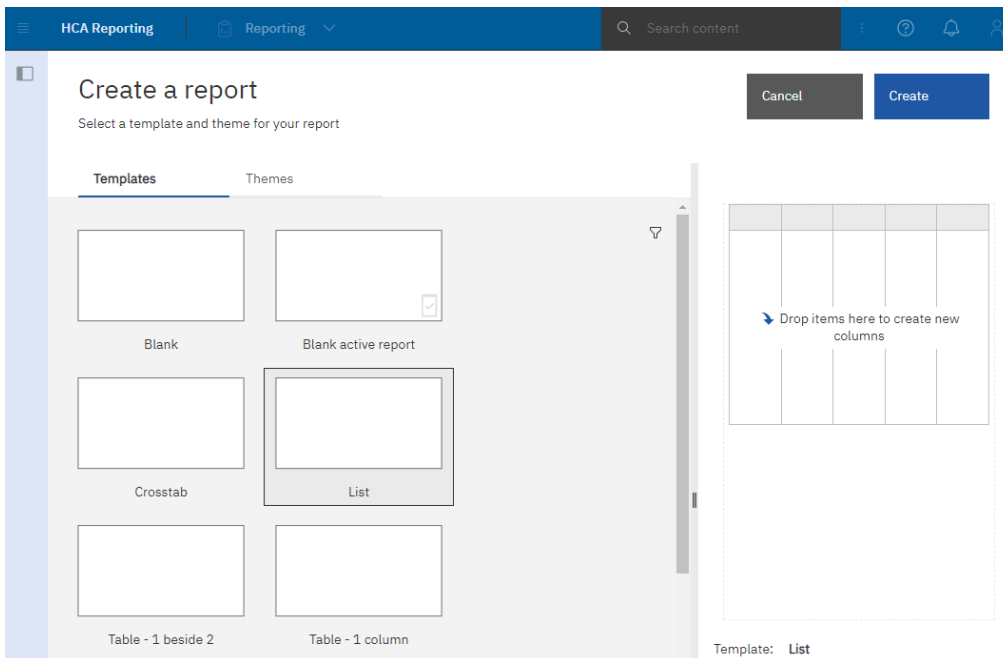 HCA Reporting
Reporting
Search content
Create a report
Select a template and theme for your report
Cancel
Create
Templates
Themes
Blank
Blank active report
Crosstab
List
Table - 1 beside 2
Table - 1 column
Drop items here to create new
columns
Template: List